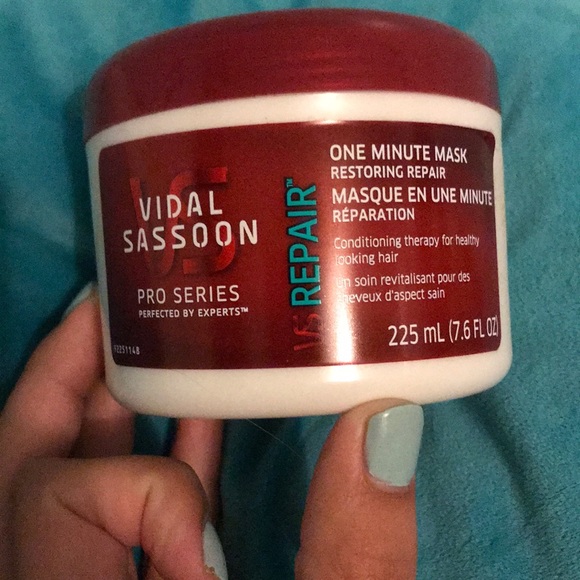 VS
VIDAL
SASSOON
PRO SERIES
PERFECTED BY EXPERTS™
VS REPAIR™
ONE MINUTE MASK
RESTORING REPAIR
MASQUE EN UNE MINUTE
RÉPARATION
Conditioning therapy for healthy
looking hair
Un soin revitalisant pour des
cheveux d'aspect sain
225 mL (7.6 FL OZ)